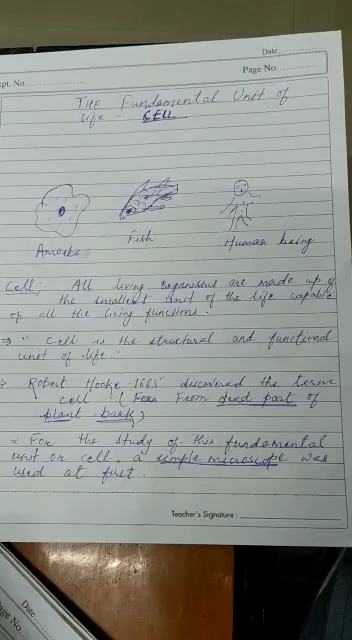 Date
xpt. No.
Page No.
THE Fundamental Unit of
life - CELL
Amoeba
Fish
Human being
Cell:- All living organisms are made up of
the smallest unit of the life capable
of all the living functions.
⇒ "Cell is the structural and functional
unit of life."
⇒ Robert Hooke - 1665 discovered the term
cell (From dead part of
plant bark)
⇒ For the study of this fundamental
unit or cell, a simple microscope was
used at first.
Teacher's Signature :
Date
ge No.